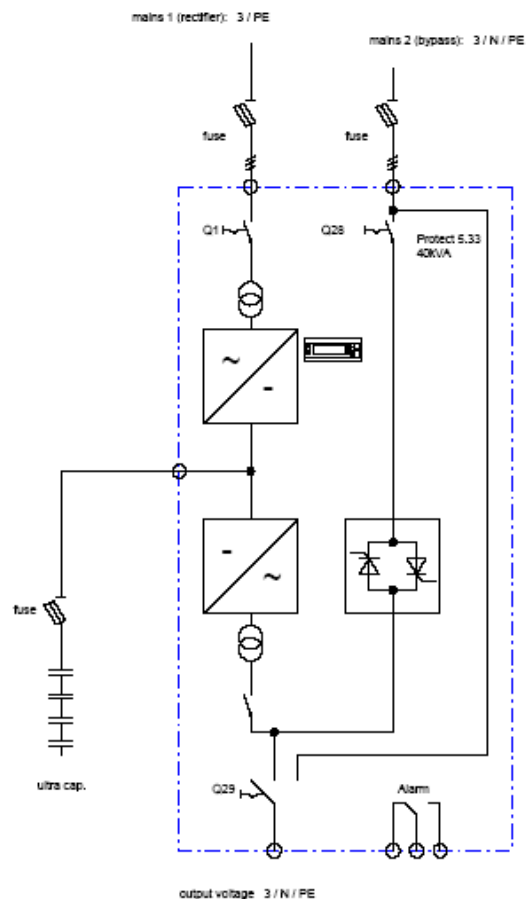 mains 1 (rectifier): 3 / PE
mains 2 (bypass): 3 / N / PE
fuse
fuse
Q1
Q28
Protect 5.33
40kVA
~
-
-
~
fuse
ultra cap.
Q29
Alarm
output voltage 3 / N / PE